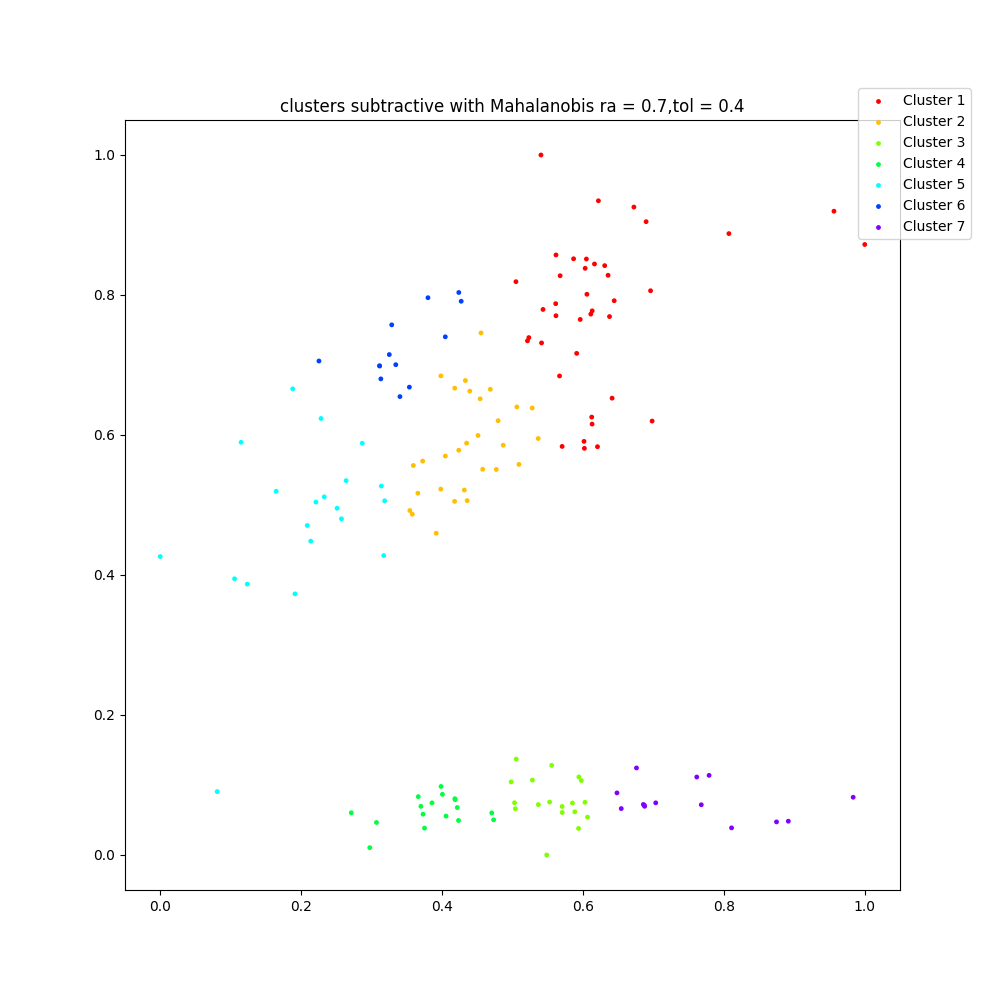 clusters subtractive with Mahalanobis ra = 0.7,tol = 0.4
Cluster 1
Cluster 2
Cluster 3
Cluster 4
Cluster 5
Cluster 6
Cluster 7
1.0
0.8
0.6
0.4
0.2
0.0
0.0 0.2 0.4 0.6 0.8 1.0